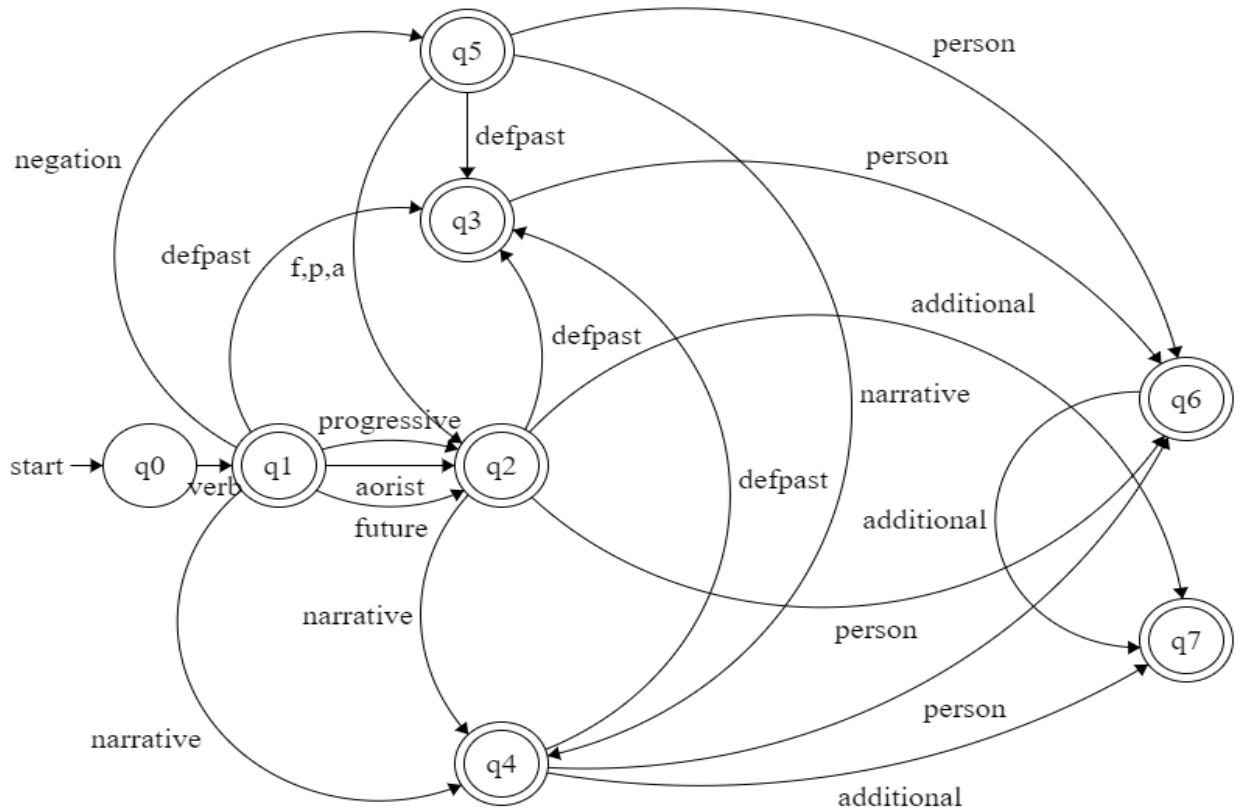 q5
person
negation
defpast
person
q3
defpast
f,p,a
additional
defpast
narrative
q6
progressive
start
q0
verb
q1
aorist
q2
defpast
future
additional
narrative
person
q7
person
narrative
q4
additional